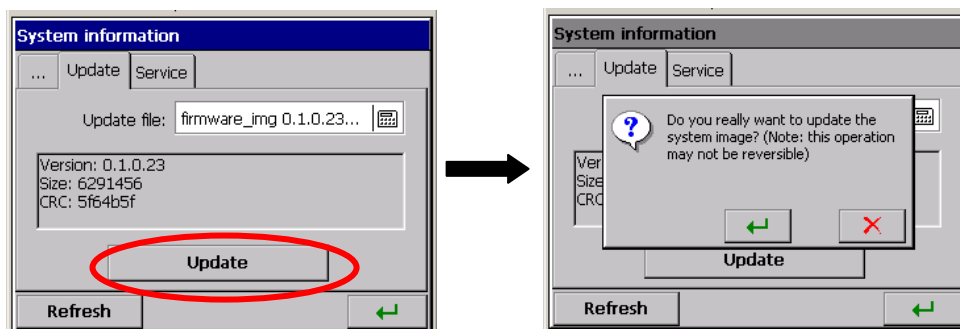 System information
... Update Service
Update file: firmware_img 0.1.0.23...
Version: 0.1.0.23
Size: 6291456
CRC: 5f64b5f
Update
Refresh
System information
... Update Service
Do you really want to update the
system image? (Note: this operation
may not be reversible)
Ver
Size
CRC
Update
Refresh